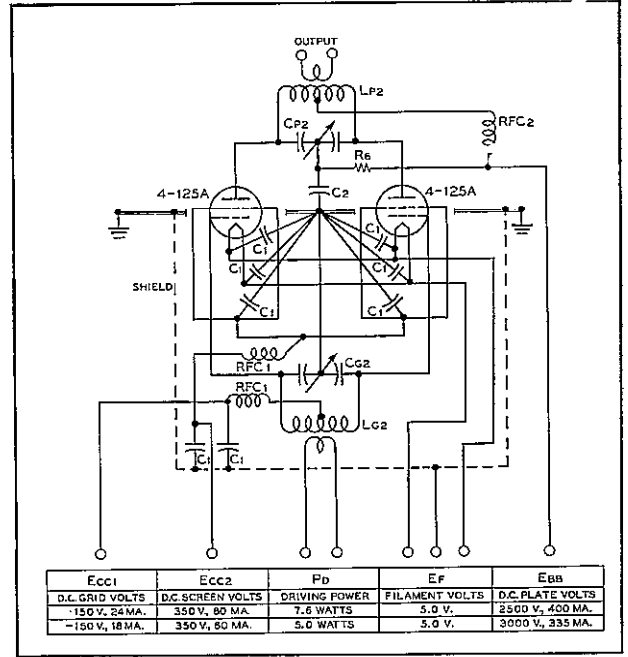 OUTPUT
LP2
CP2
RFC2
R6
4-125A
C2
4-125A
C1
C1
C1
C1
SHIELD
C1
C1
RFC1
CG2
RFC1
LG2
C1
C1
ECC1 ECC2 PD EF EBB
D.C. GRID VOLTS D.C. SCREEN VOLTS DRIVING POWER FILAMENT VOLTS D.C. PLATE VOLTS
-150 V. 24 MA. 350 V., 80 MA. 7.6 WATTS 5.0 V. 2500 V., 400 MA.
-150 V., 18 MA. 350 V., 60 MA. 5.0 WATTS 5.0 V. 3000 V., 335 MA.